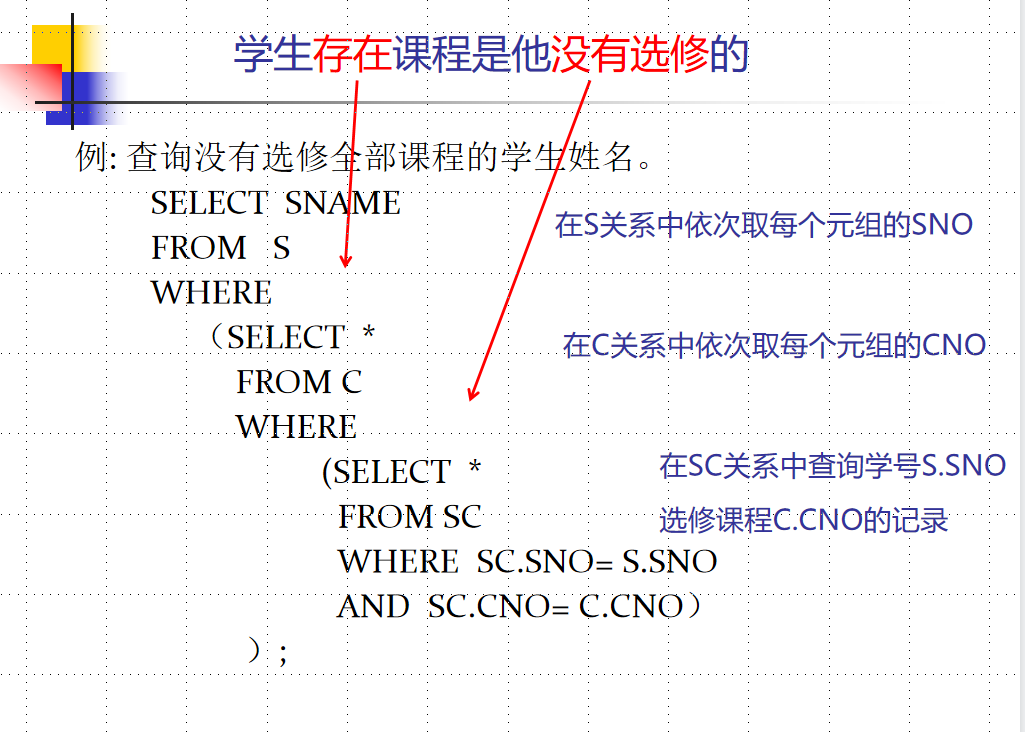 学生存在课程是他没有选修的
例: 查询没有选修全部课程的学生姓名。
SELECT SNAME
FROM S
WHERE
（SELECT *
FROM C
WHERE
(SELECT *
FROM SC
WHERE SC.SNO= S.SNO
AND SC.CNO= C.CNO）
）;
在S关系中依次取每个元组的SNO
在C关系中依次取每个元组的CNO
在SC关系中查询学号S.SNO
选修课程C.CNO的记录